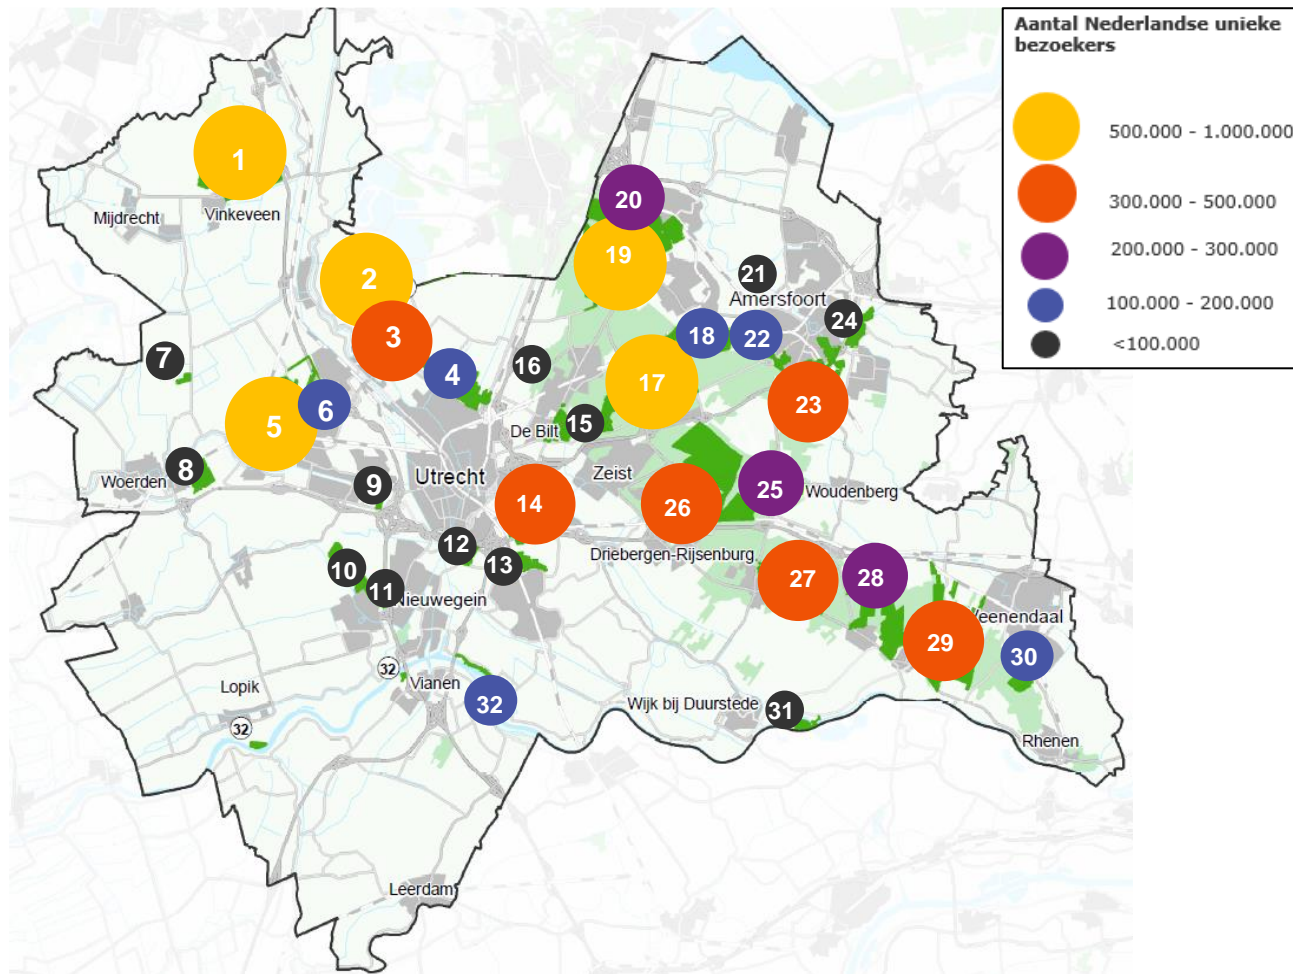 Aantal Nederlandse unieke
bezoekers
500.000 - 1.000.000
300.000 - 500.000
200.000 - 300.000
100.000 - 200.000
<100.000
1
Mijdrecht
Vinkeveen
20
19
2
21
Amersfoort
24
3
18
22
7
16
4
17
6
23
5
15
De Bilt
8
Woerden
Utrecht
Zeist
9
25
Woudenberg
14
26
12
13
Driebergen-Rijsenburg
10
11
Nieuwegein
27
28
Veenendaal
29
30
32
Vianen
Lopik
32
32
Wijk bij Duurstede
31
Rhenen
Leerdam